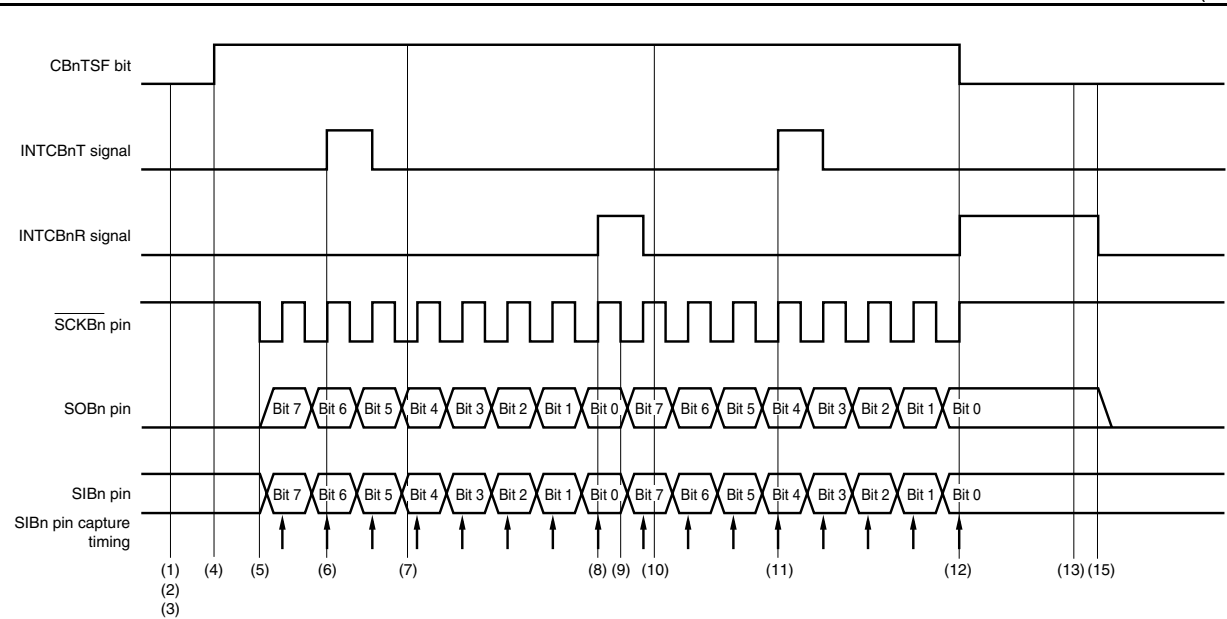 CBnTSF bit
INTCBnT signal
INTCBnR signal
SCKBn pin
SOBn pin
Bit 7 Bit 6 Bit 5 Bit 4 Bit 3 Bit 2 Bit 1 Bit 0 Bit 7 Bit 6 Bit 5 Bit 4 Bit 3 Bit 2 Bit 1 Bit 0
SIBn pin
Bit 7 Bit 6 Bit 5 Bit 4 Bit 3 Bit 2 Bit 1 Bit 0 Bit 7 Bit 6 Bit 5 Bit 4 Bit 3 Bit 2 Bit 1 Bit 0
SIBn pin capture
timing
(1) (4) (5) (6) (7) (8) (9) (10) (11) (12) (13) (15)
(2)
(3)